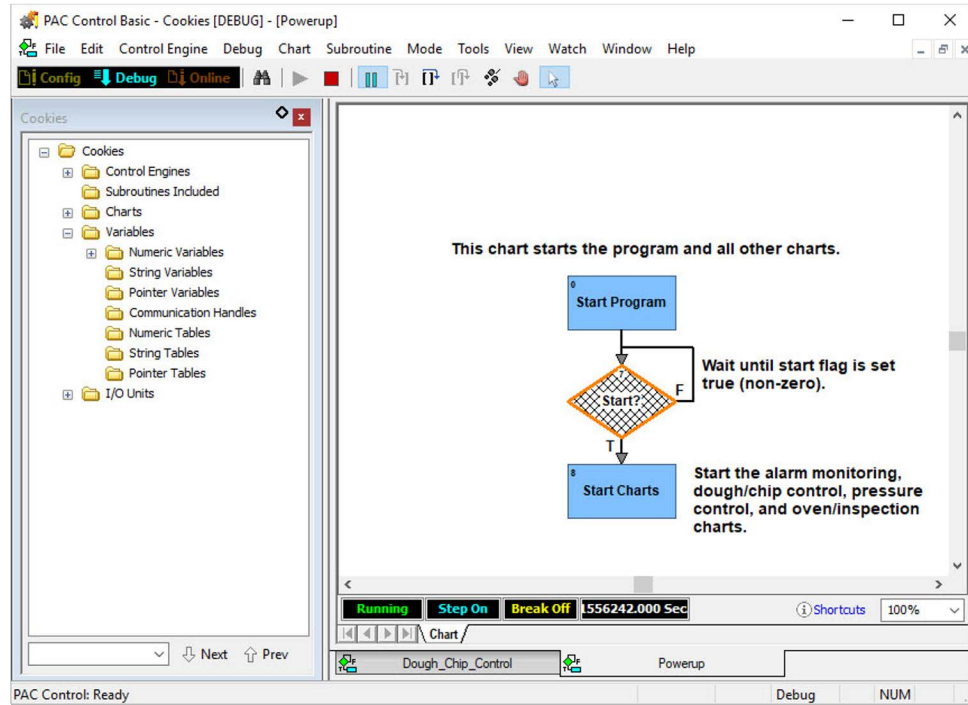 PAC Control Basic - Cookies [DEBUG] - [Powerup]
File Edit Control Engine Debug Chart Subroutine Mode Tools View Watch Window Help
Config Debug Online
Cookies
Cookies
Control Engines
Subroutines Included
Charts
Variables
Numeric Variables
String Variables
Pointer Variables
Communication Handles
Numeric Tables
String Tables
Pointer Tables
I/O Units
Next Prev
This chart starts the program and all other charts.
0
Start Program
7
Start?
F
T
Wait until start flag is set
true (non-zero).
8
Start Charts
Start the alarm monitoring,
dough/chip control, pressure
control, and oven/inspection
charts.
Running Step On Break Off 1556242.000 Sec
Shortcuts 100%
Chart
Dough_Chip_Control Powerup
PAC Control: Ready Debug NUM